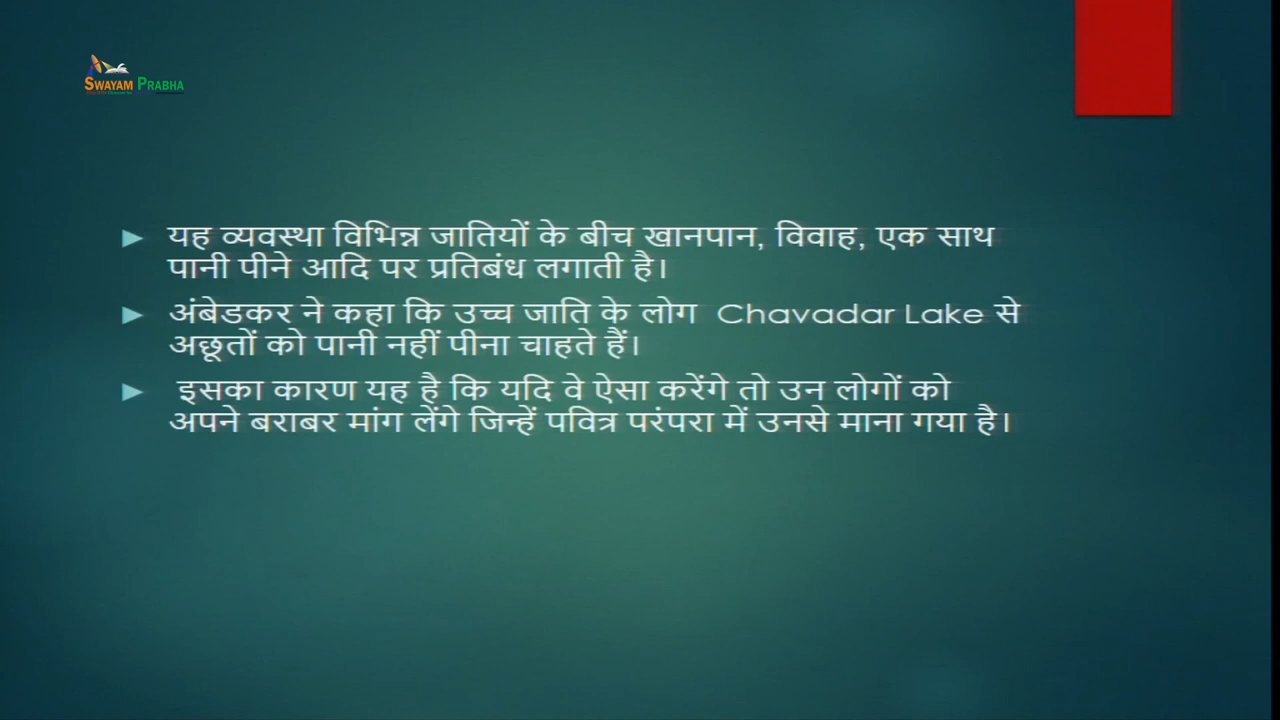 SWAYAM PRABHA
यह व्यवस्था विभिन्न जातियों के बीच खानपान, विवाह, एक साथ
पानी पीने आदि पर प्रतिबंध लगाती है।
अंबेडकर ने कहा कि उच्च जाति के लोग Chavadar Lake से
अछूतों को पानी नहीं पीना चाहते हैं।
इसका कारण यह है कि यदि वे ऐसा करेंगे तो उन लोगों को
अपने बराबर मांग लेंगे जिन्हें पवित्र परंपरा में उनसे माना गया है।